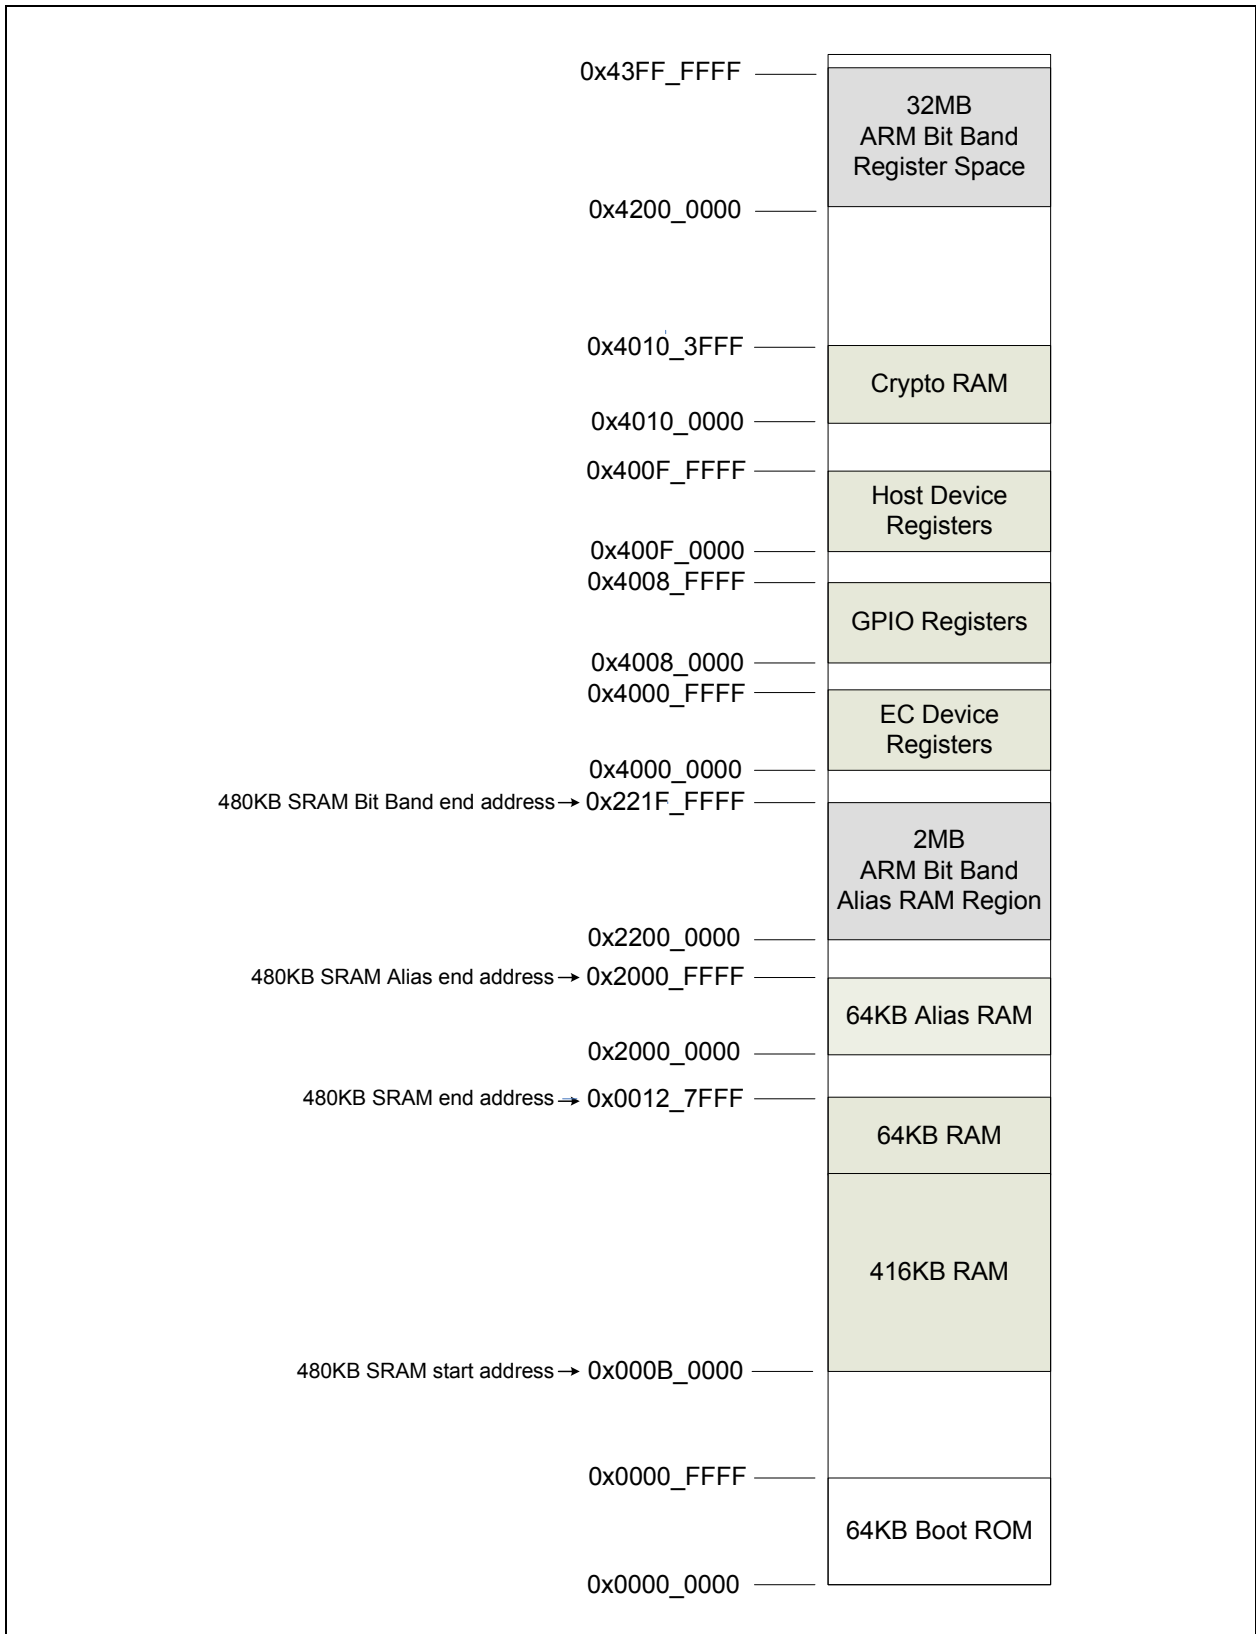 0x43FF_FFFF
32MB
ARM Bit Band
Register Space
0x4200_0000
0x4010_3FFF
Crypto RAM
0x4010_0000
0x400F_FFFF
Host Device
Registers
0x400F_0000
0x4008_FFFF
GPIO Registers
0x4008_0000
0x4000_FFFF
EC Device
Registers
0x4000_0000
480KB SRAM Bit Band end address → 0x221F_FFFF
2MB
ARM Bit Band
Alias RAM Region
0x2200_0000
480KB SRAM Alias end address → 0x2000_FFFF
64KB Alias RAM
0x2000_0000
480KB SRAM end address → 0x0012_7FFF
64KB RAM
416KB RAM
480KB SRAM start address → 0x000B_0000
0x0000_FFFF
64KB Boot ROM
0x0000_0000